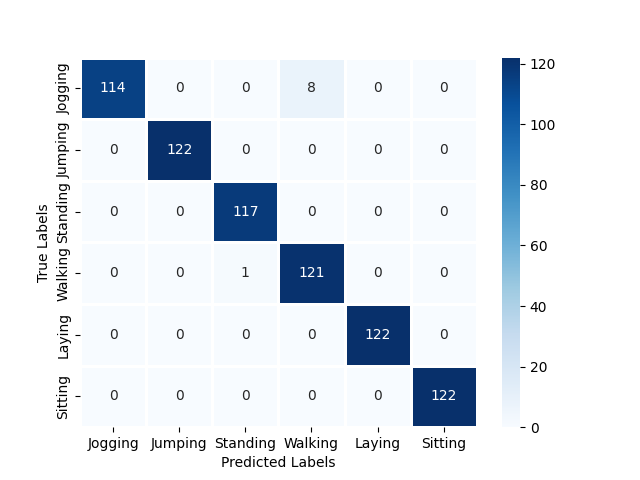 Jogging 114 0 0 8 0 0
Jumping 0 122 0 0 0 0
Standing 0 0 117 0 0 0
Walking 0 0 1 121 0 0
Laying 0 0 0 0 122 0
Sitting 0 0 0 0 0 122
True Labels
Jogging Jumping Standing Walking Laying Sitting
Predicted Labels
120
100
80
60
40
20
0